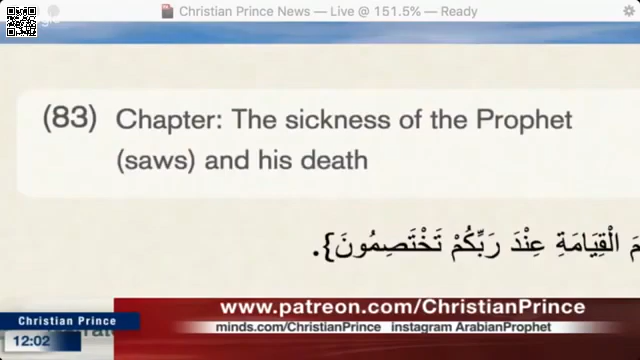 Christian Prince News — Live @ 151.5% — Ready
(83) Chapter: The sickness of the Prophet
(saws) and his death
الْقِيَامَةِ عِنْدَ رَبِّكُمْ تَخْتَصِمُونَ}.
www.patreon.com/ChristianPrince
Christian Prince
minds.com/ChristianPrince instagram ArabianProphet
12:02